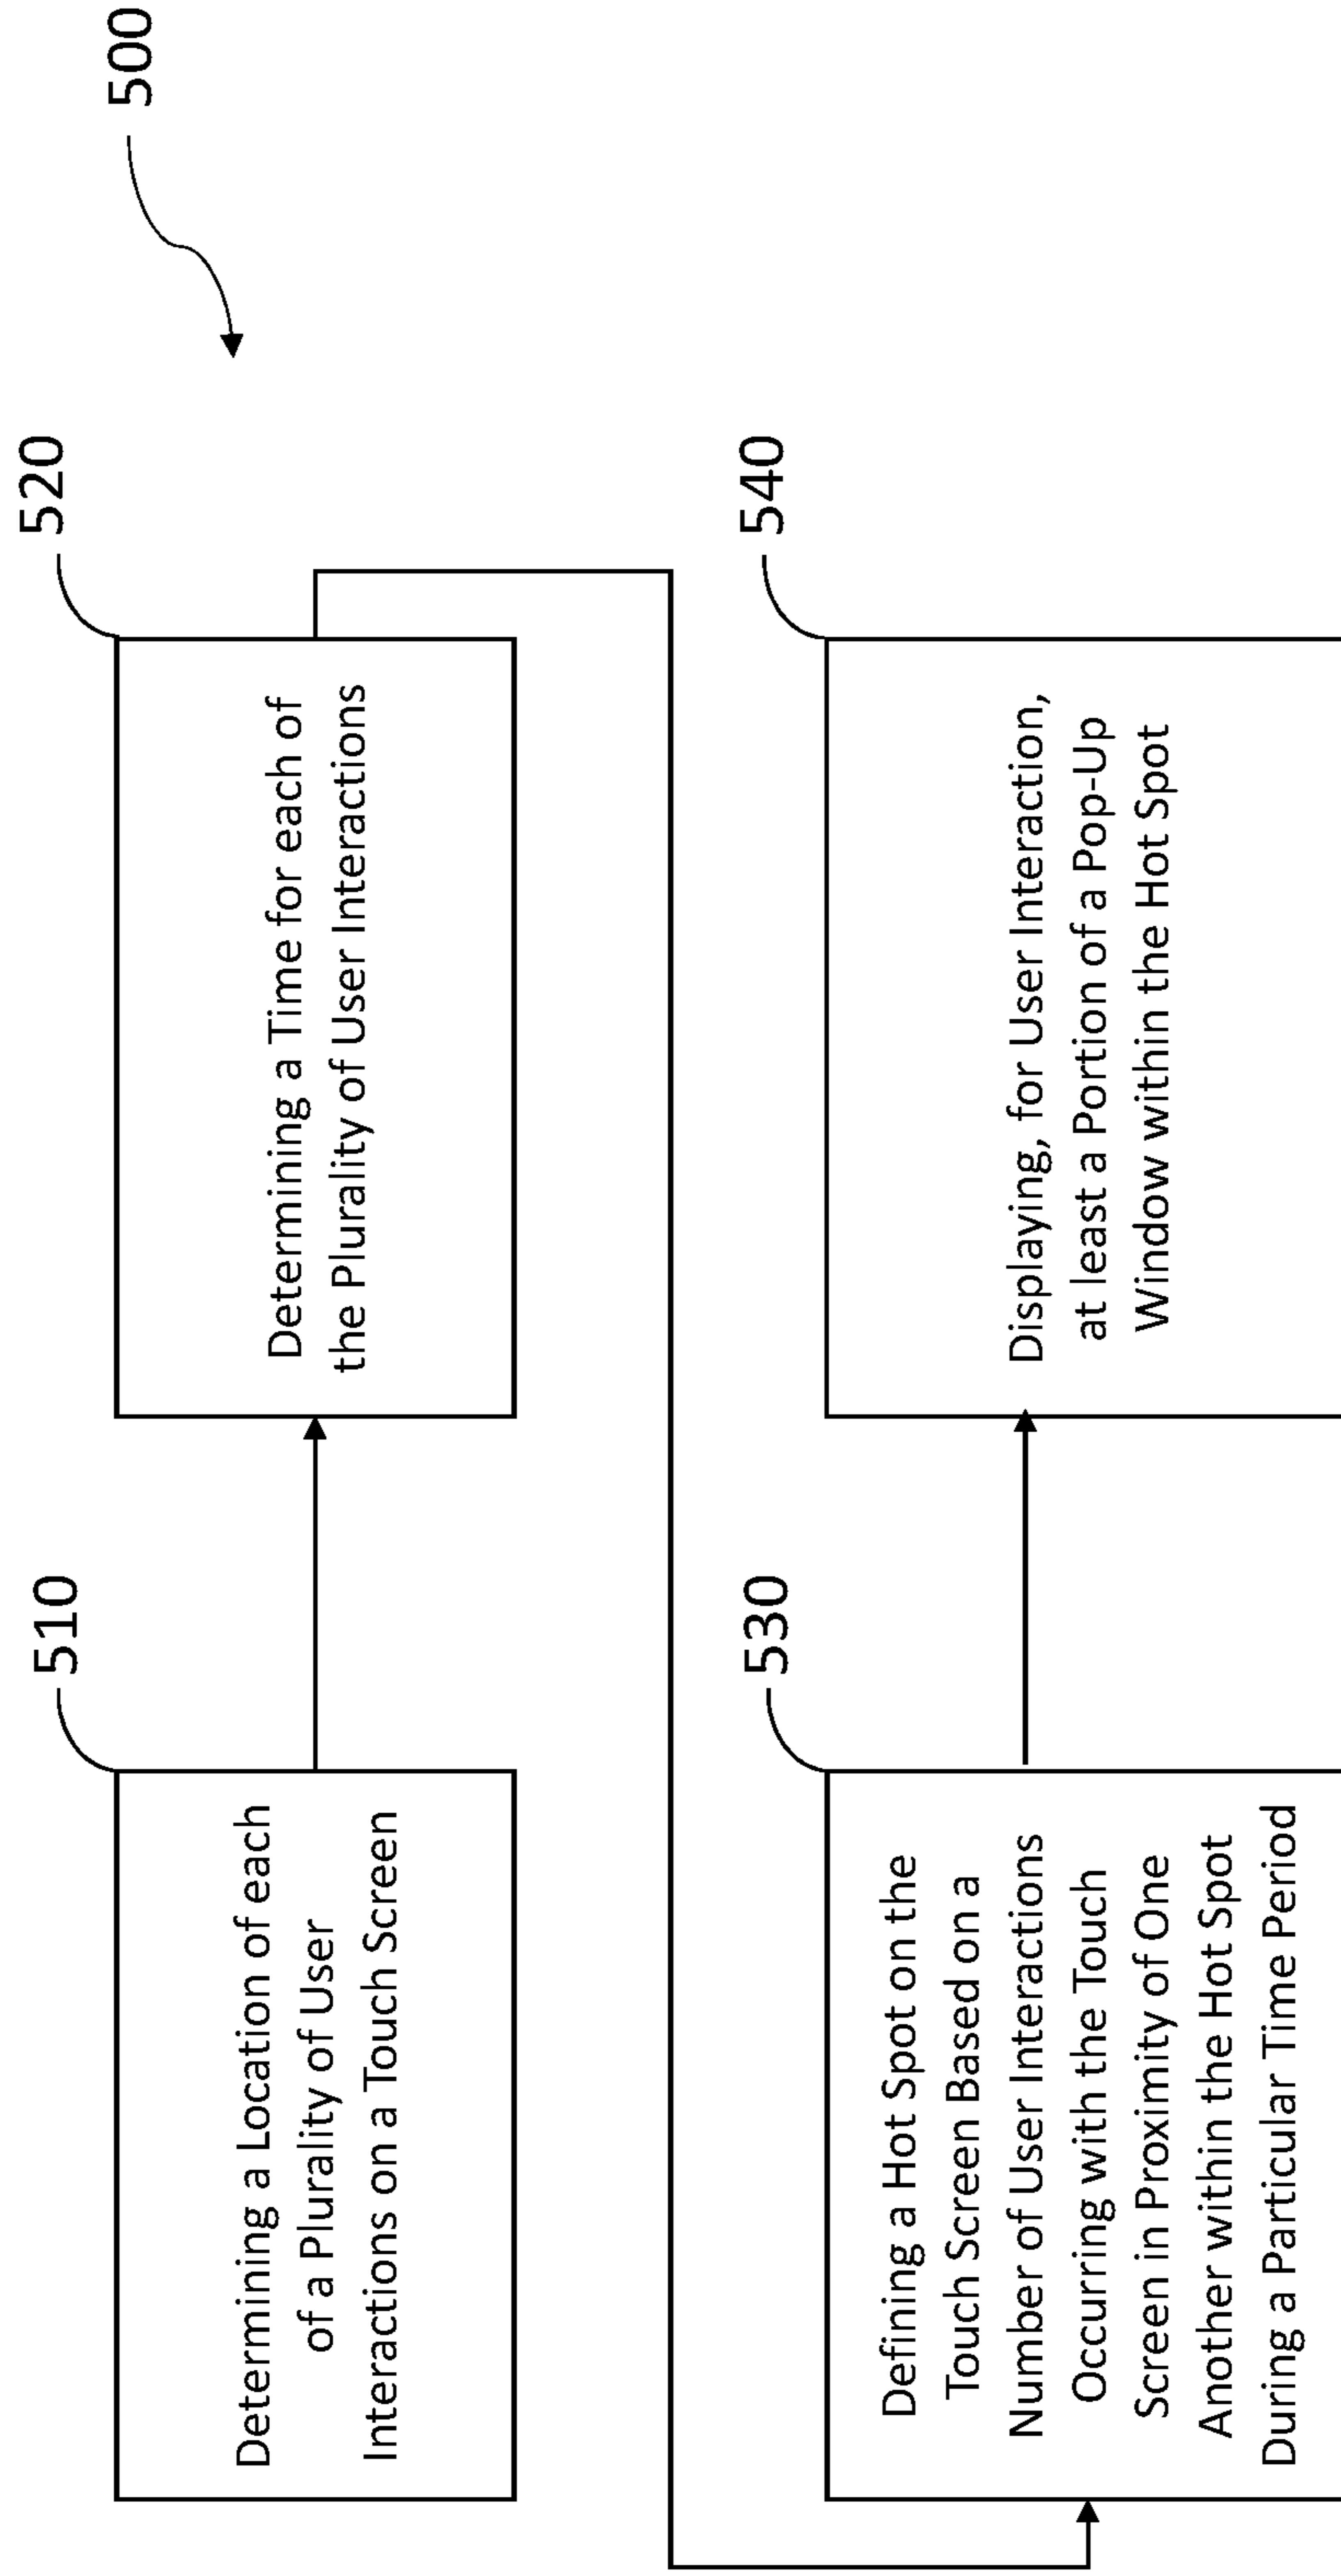 500
510
Determining a Location of each
of a Plurality of User
Interactions on a Touch Screen
520
Determining a Time for each of
the Plurality of User Interactions
530
Defining a Hot Spot on the
Touch Screen Based on a
Number of User Interactions
Occurring with the Touch
Screen in Proximity of One
Another within the Hot Spot
During a Particular Time Period
540
Displaying, for User Interaction,
at least a Portion of a Pop-Up
Window within the Hot Spot